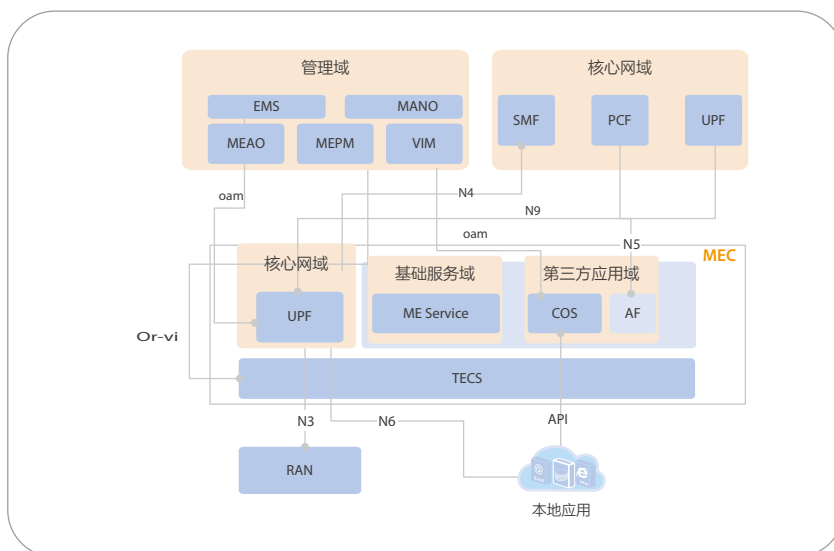 管理域
核心网域
EMS
MANO
SMF
PCF
UPF
MEAO
MEPM
VIM
oam
N4
N9
oam
N5
MEC
核心网域
基础服务域
第三方应用域
UPF
ME Service
COS
AF
Or-vi
TECS
N3
N6
API
RAN
本地应用